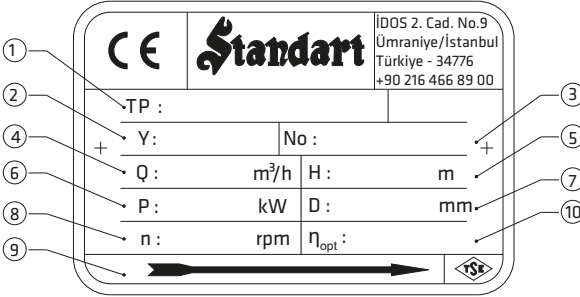 CE
Standart
İDOS 2. Cad. No.9
Ümraniye/İstanbul
Türkiye - 34776
+90 216 466 89 00
1
TP :
2
Y: No :
3
4
Q : m³/h H : m
5
6
P : kW D : mm
7
8
n : rpm ηopt :
10
9
TSE